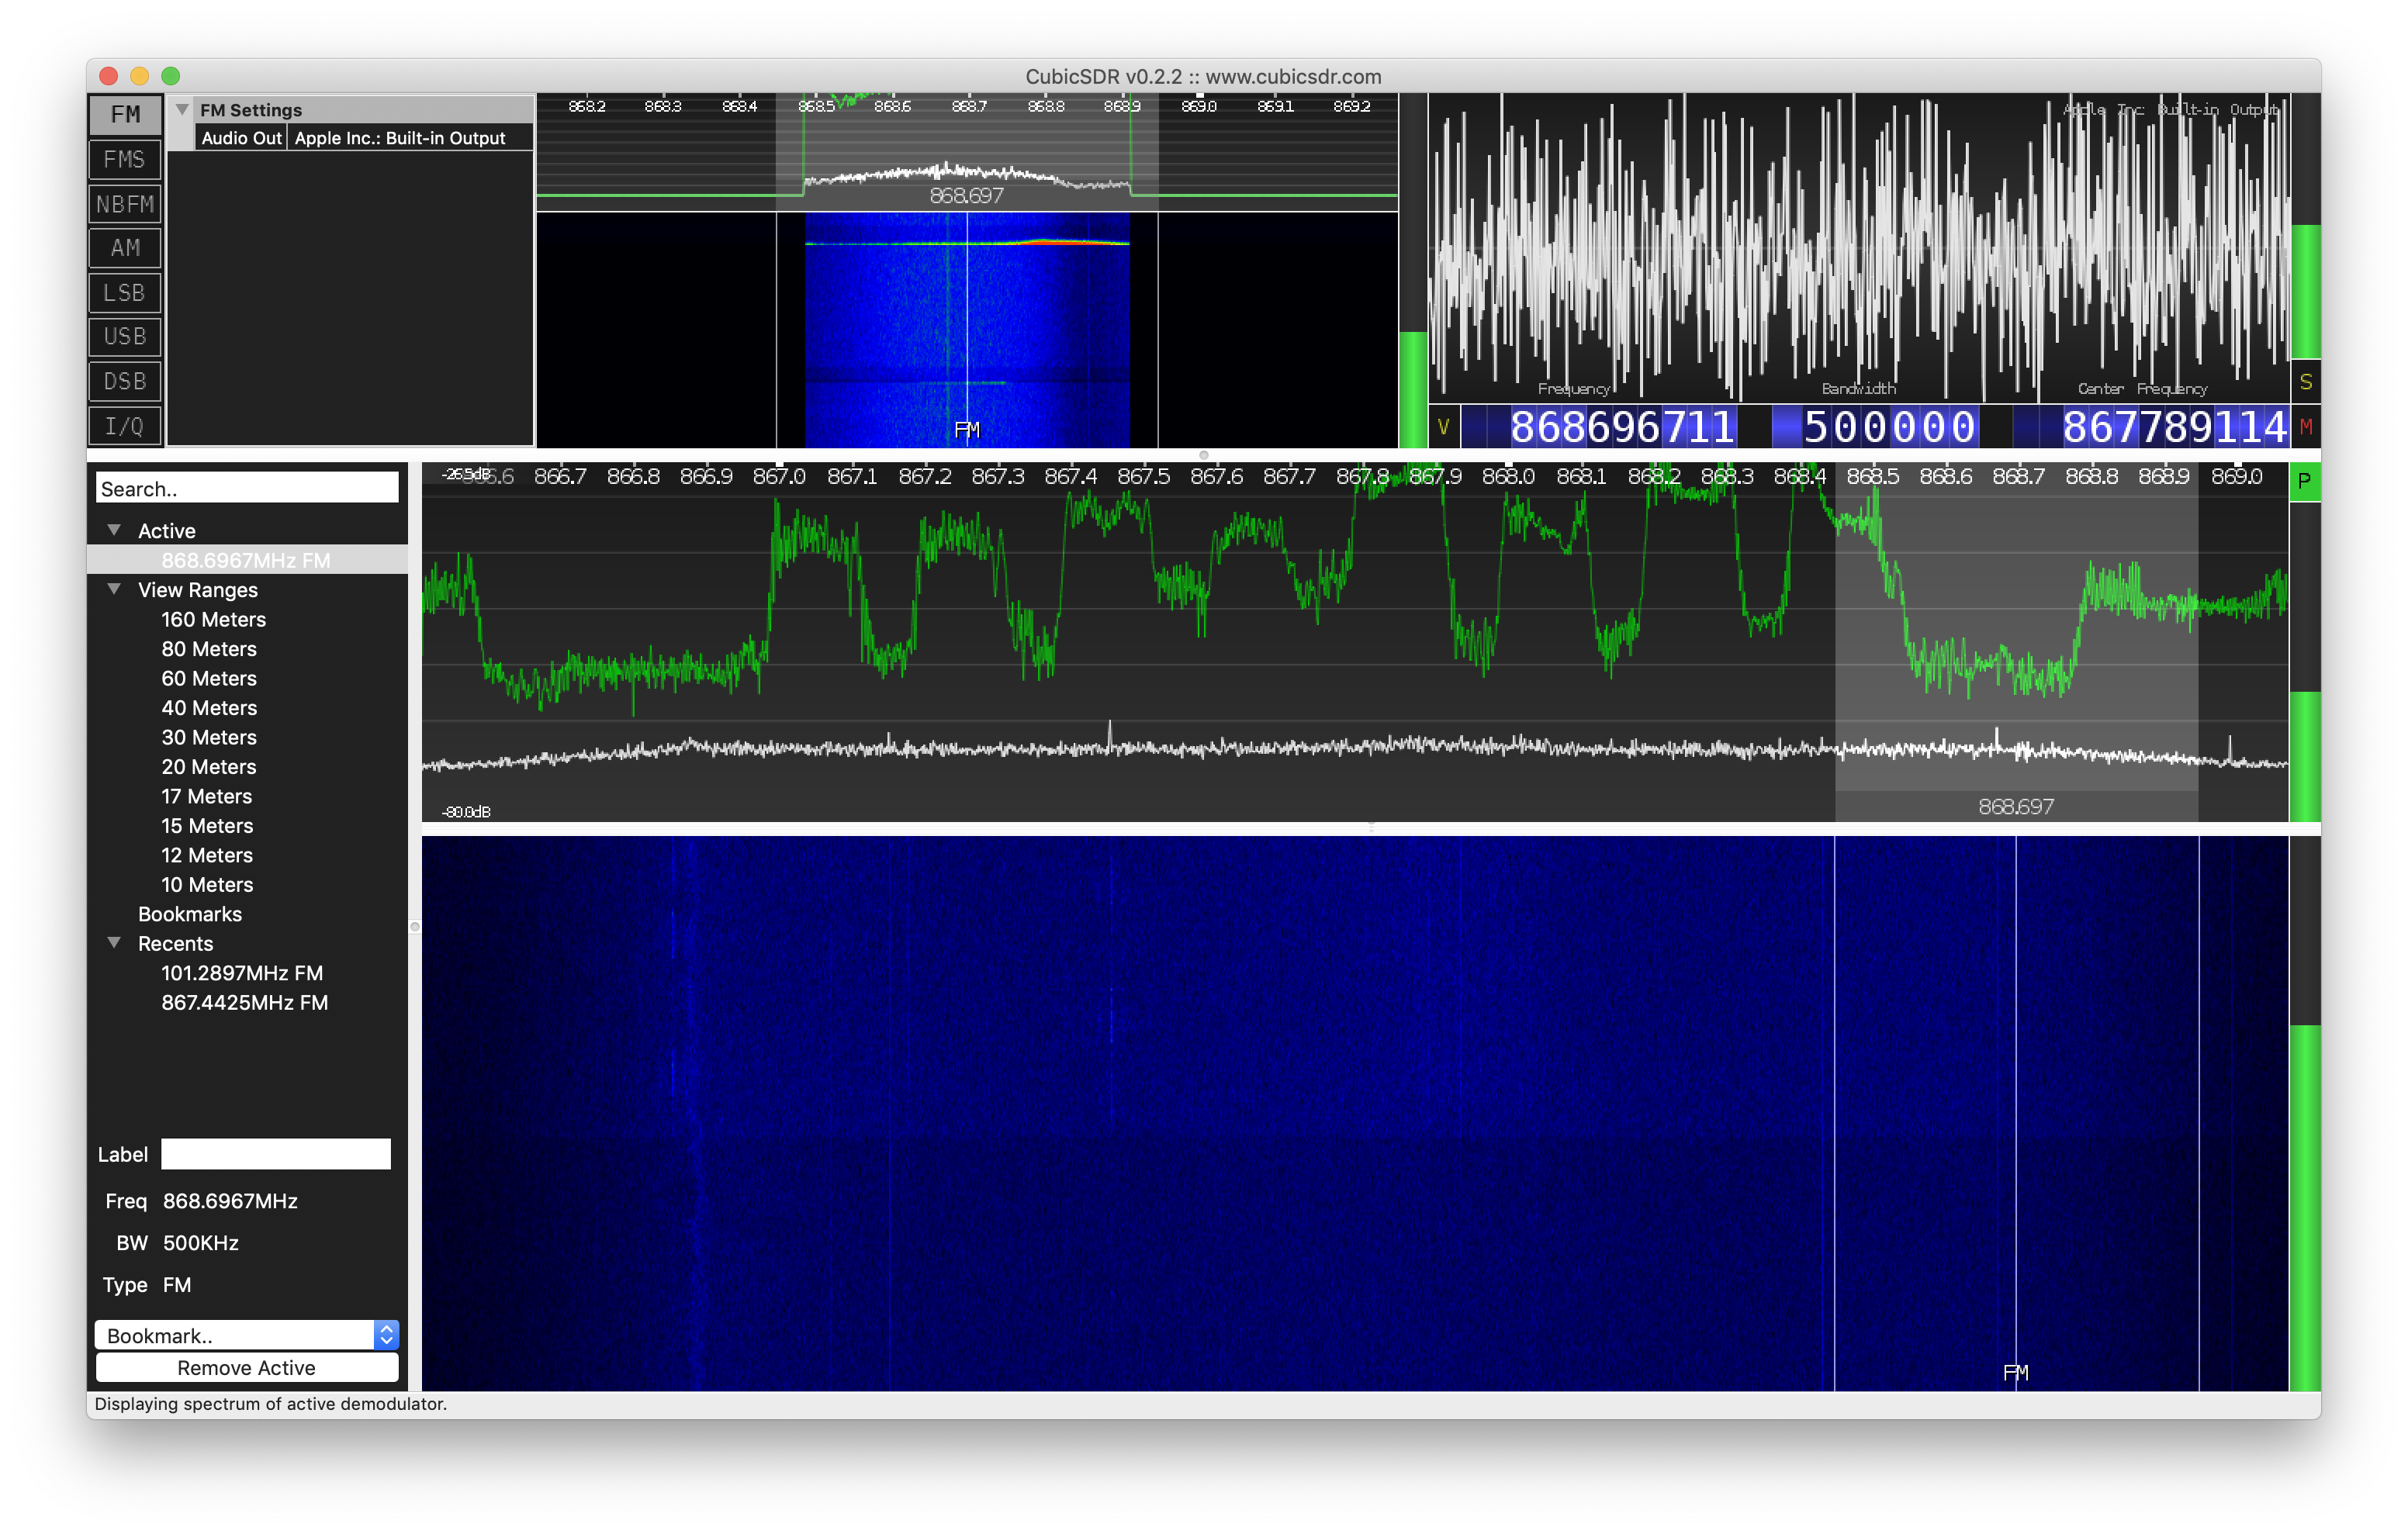 CubicSDR v0.2.2 :: www.cubicsdr.com
FM
FMS
NBFM
AM
LSB
USB
DSB
I/Q
FM Settings
Audio Out Apple Inc.: Built-in Output
868.2 868.3 868.4 868.5 868.6 868.7 868.8 868.9 869.0 869.1 869.2
868.697
FM
Apple Inc: Built-in Output
Frequency Bandwidth Center Frequency
V 868696711 500000 867789114
S
M
Search..
Active
868.6967MHz FM
View Ranges
160 Meters
80 Meters
60 Meters
40 Meters
30 Meters
20 Meters
17 Meters
15 Meters
12 Meters
10 Meters
Bookmarks
Recents
101.2897MHz FM
867.4425MHz FM
Label
Freq 868.6967MHz
BW 500KHz
Type FM
Bookmark..
Remove Active
866.7 866.8 866.9 867.0 867.1 867.2 867.3 867.4 867.5 867.6 867.7 867.8 867.9 868.0 868.1 868.2 868.3 868.4 868.5 868.6 868.7 868.8 868.9 869.0
P
868.697
-80.0dB
FM
Displaying spectrum of active demodulator.